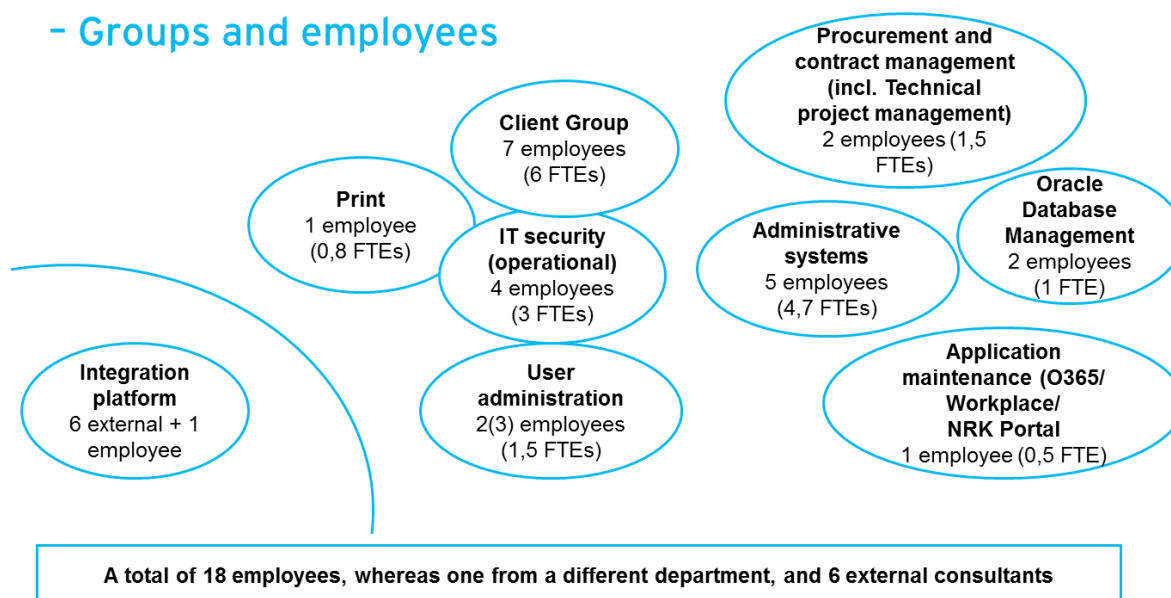 - Groups and employees
Procurement and
contract management
(incl. Technical
project management)
2 employees (1,5
FTEs)
Client Group
7 employees
(6 FTEs)
Print
1 employee
(0,8 FTEs)
IT security
(operational)
4 employees
(3 FTEs)
Administrative
systems
5 employees
(4,7 FTEs)
Oracle
Database
Management
2 employees
(1 FTE)
Integration
platform
6 external + 1
employee
User
administration
2(3) employees
(1,5 FTEs)
Application
maintenance (O365/
Workplace/
NRK Portal
1 employee (0,5 FTE)
A total of 18 employees, whereas one from a different department, and 6 external consultants